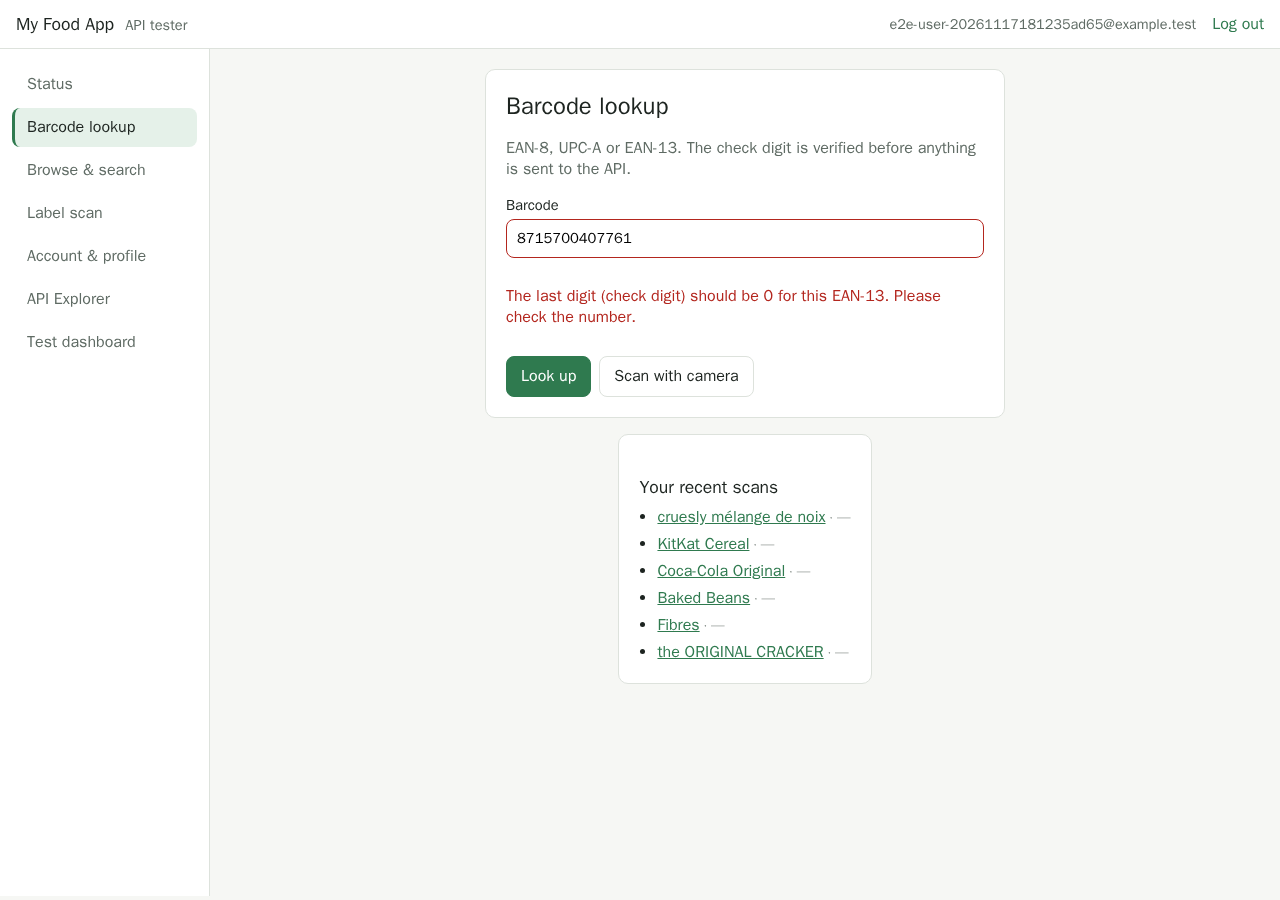 My Food App API tester
e2e-user-20261117181235ad65@example.test Log out
Status
Barcode lookup
Browse & search
Label scan
Account & profile
API Explorer
Test dashboard
Barcode lookup
EAN-8, UPC-A or EAN-13. The check digit is verified before anything
is sent to the API.
Barcode
8715700407761
The last digit (check digit) should be 0 for this EAN-13. Please
check the number.
Look up Scan with camera
Your recent scans
• cruesly mélange de noix · —
• KitKat Cereal · —
• Coca-Cola Original · —
• Baked Beans · —
• Fibres · —
• the ORIGINAL CRACKER · —